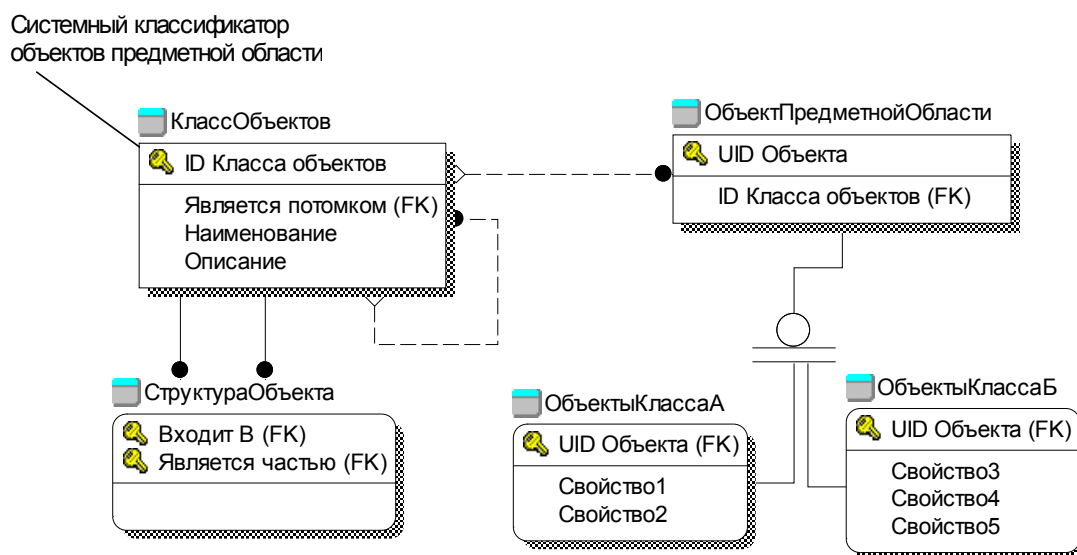 Системный классификатор
объектов предметной области
КлассОбъектов
ID Класса объектов
Является потомком (FK)
Наименование
Описание
ОбъектПредметнойОбласти
UID Объекта
ID Класса объектов (FK)
СтруктураОбъекта
Входит В (FK)
Является частью (FK)
ОбъектыКлассаА
UID Объекта (FK)
Свойство1
Свойство2
ОбъектыКлассаБ
UID Объекта (FK)
Свойство3
Свойство4
Свойство5